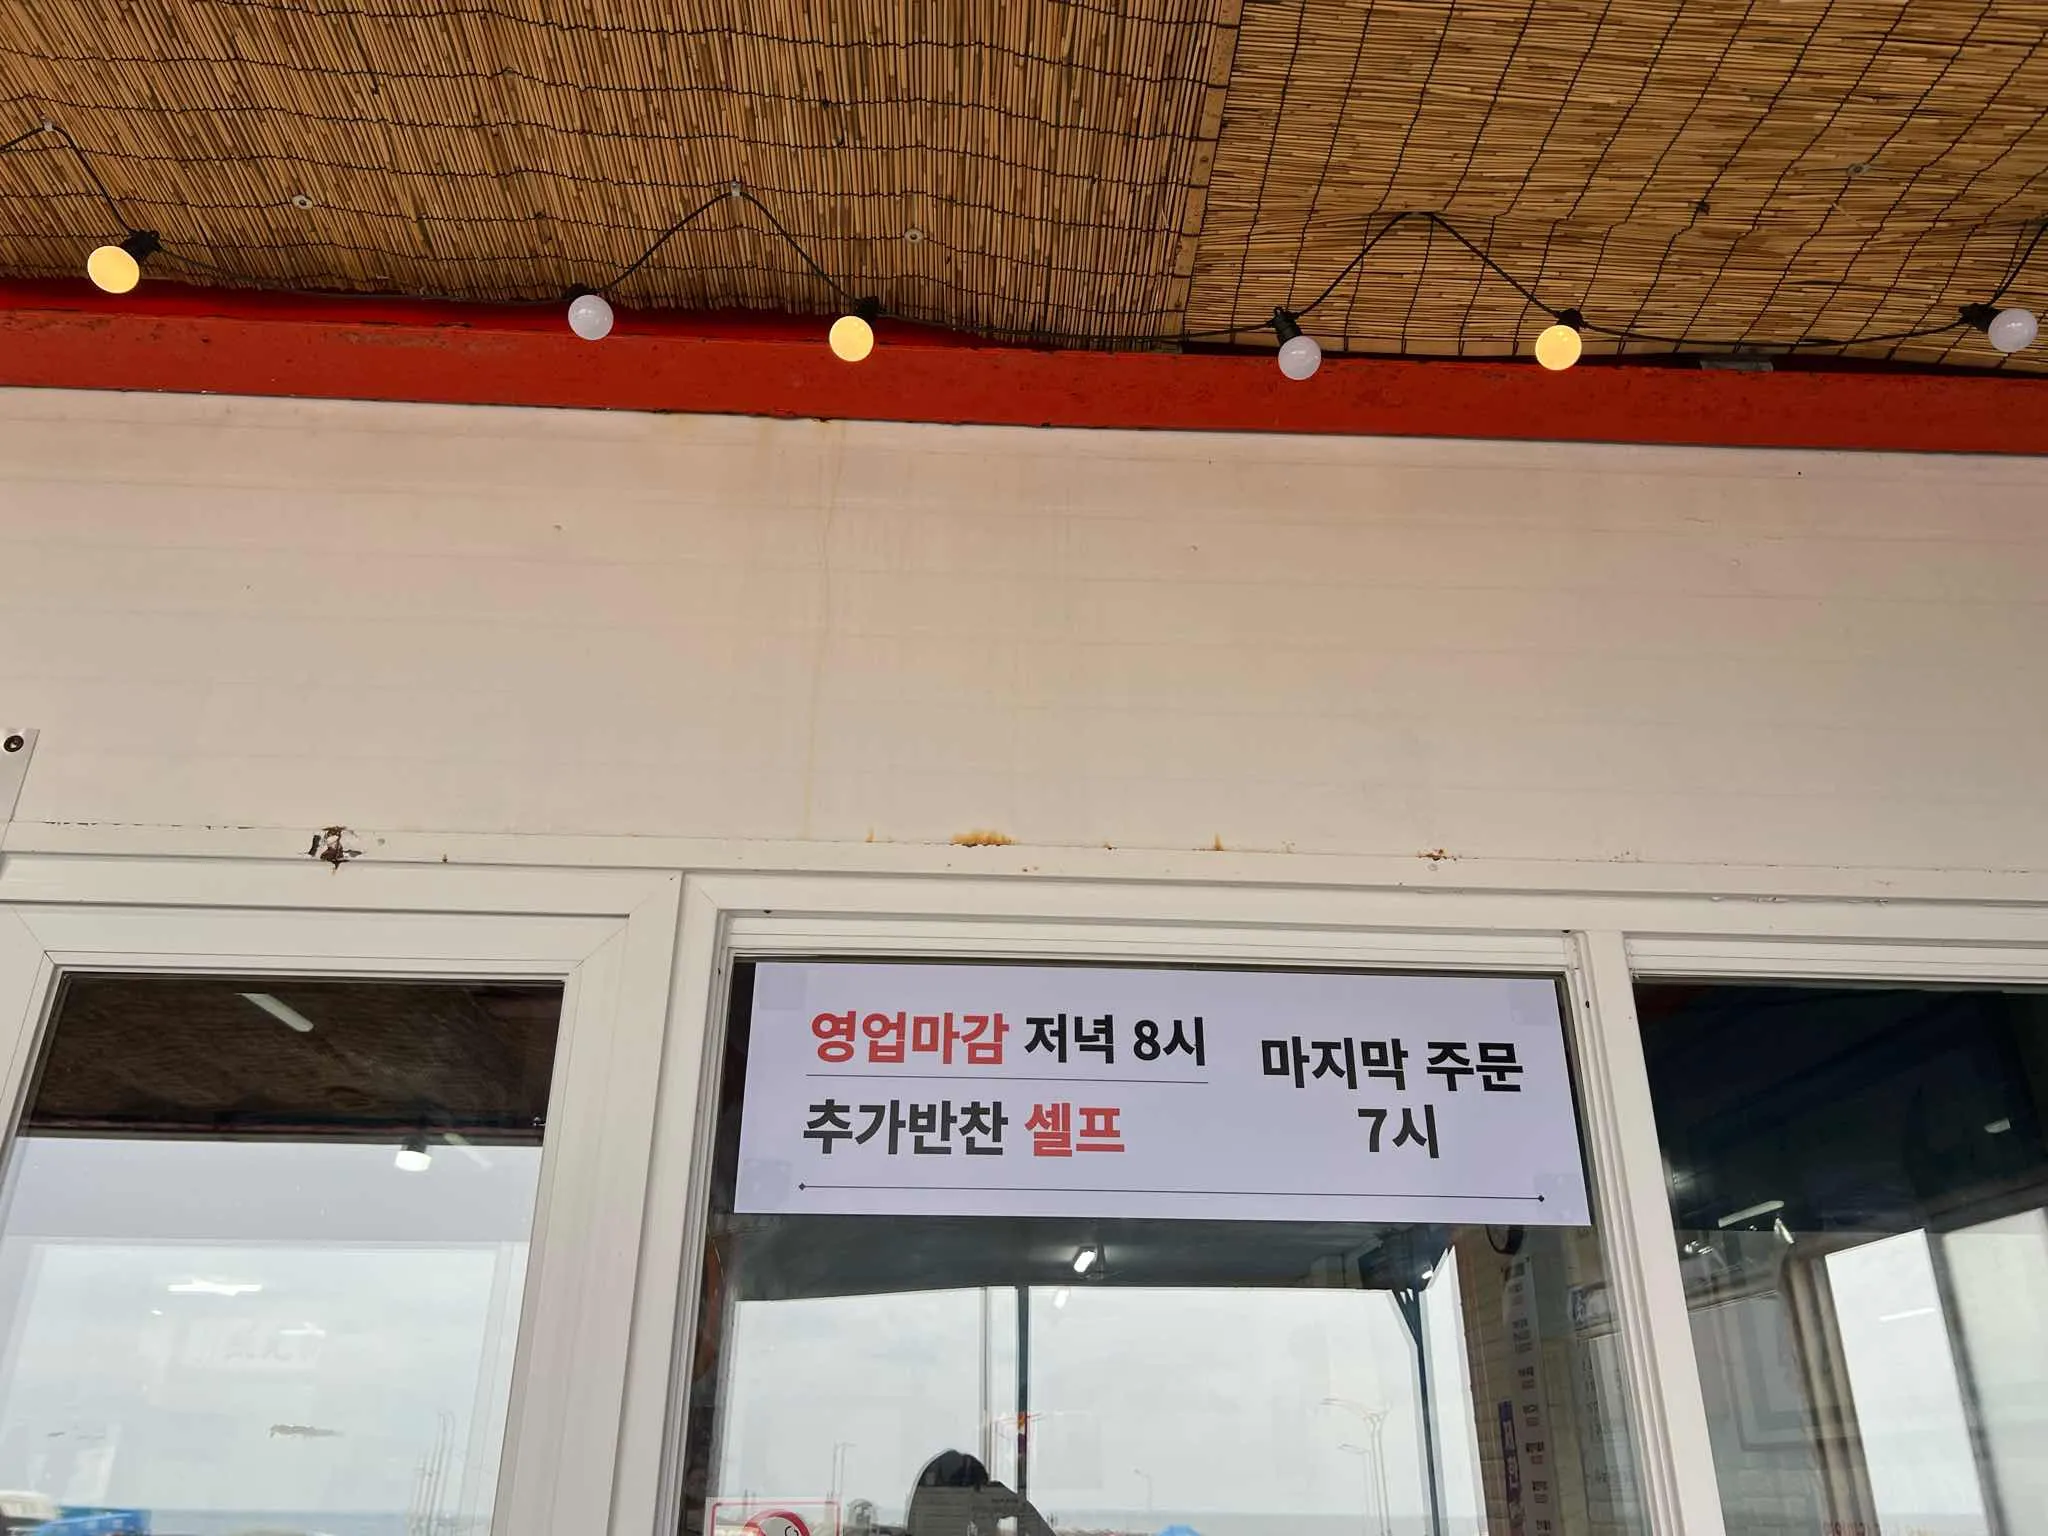 영업마감 저녁 8시
추가반찬 셀프
마지막 주문
7시